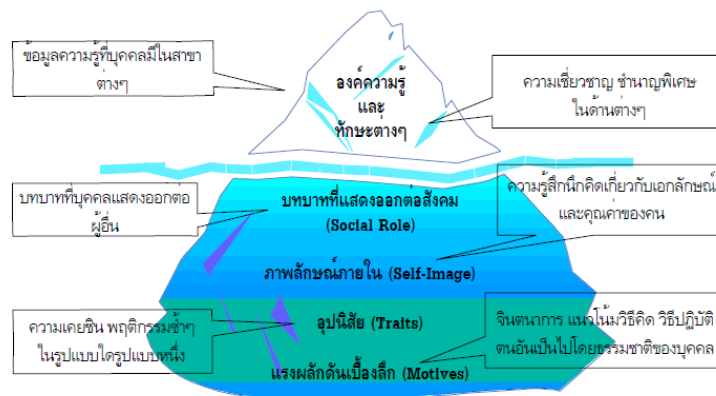 ข้อมูลความรู้ที่บุคคลมีในสาขา
ต่างๆ
องค์ความรู้
และ
ทักษะต่างๆ
ความเชี่ยวชาญ ชำนาญพิเศษ
ในด้านต่างๆ
บทบาทที่บุคคลแสดงออกต่อ
ผู้อื่น
บทบาทที่แสดงออกต่อสังคม
(Social Role)
ความรู้สึกนึกคิดเกี่ยวกับเอกลักษณ์
และคุณค่าของคน
ภาพลักษณ์ภายใน (Self-Image)
ความเคยชิน พฤติกรรมซ้ำๆ
ในรูปแบบใดรูปแบบหนึ่ง
อุปนิสัย (Traits)
จินตนาการ แนวโน้มวิธีคิด วิธีปฏิบัติ
ตนอันเป็นไปโดยธรรมชาติของบุคคล
แรงผลักดันเบื้องลึก (Motives)